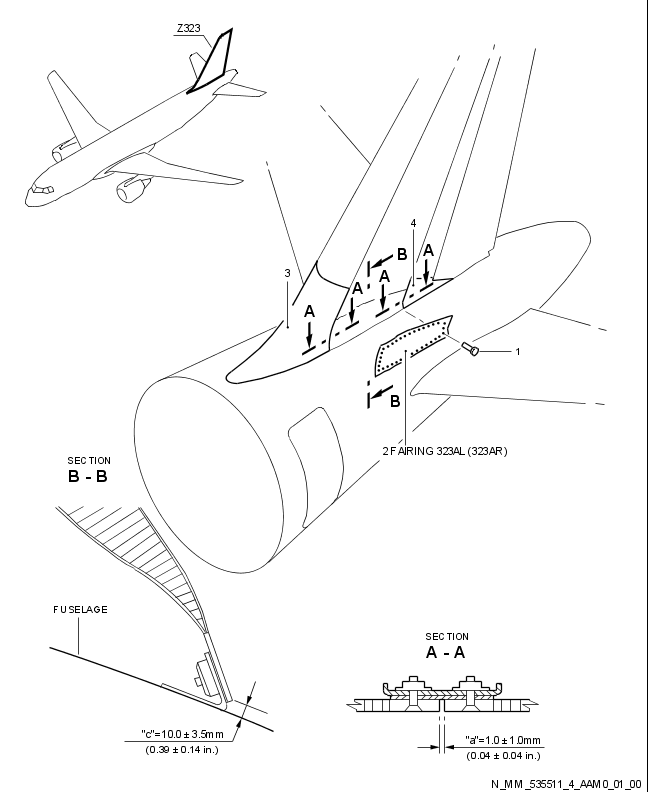 Z323
4
B
A
3
A
A
A
1
B
2 FAIRING 323AL (323AR)
SECTION
B - B
FUSELAGE
SECTION
A - A
"c"=10.0 ± 3.5mm
(0.39 ± 0.14 in.)
"a"=1.0 ± 1.0mm
(0.04 ± 0.04 in.)
N_MM_535511_4_AAM0_01_00